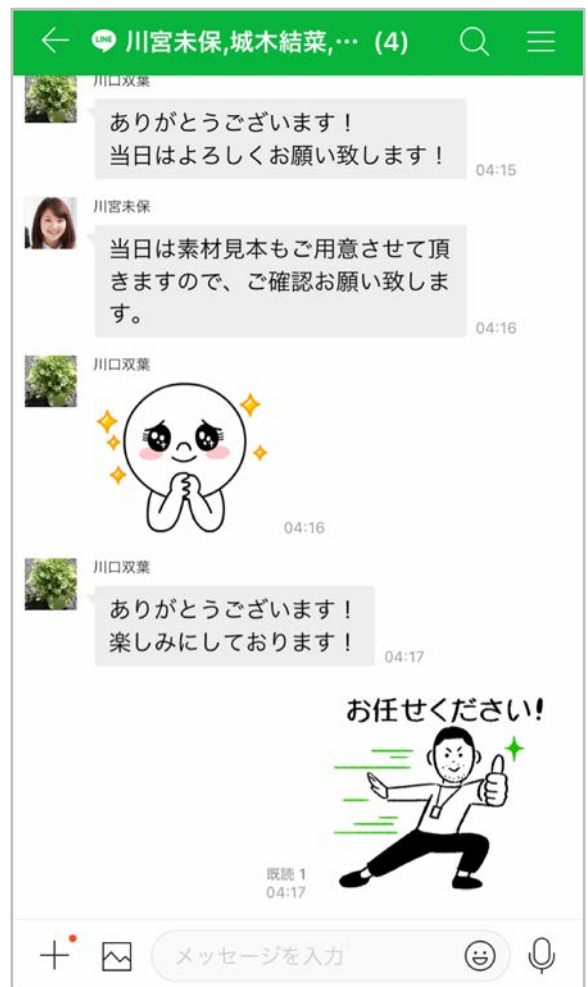 LINE 川宮未保,城木結菜,… (4)
川口双葉
ありがとうございます！
当日はよろしくお願い致します！
04:15
川宮未保
当日は素材見本もご用意させて頂
きますので、ご確認お願い致しま
す。
04:16
川口双葉
04:16
川口双葉
ありがとうございます！
楽しみにしております！
04:17
お任せください!
既読 1
04:17
メッセージを入力